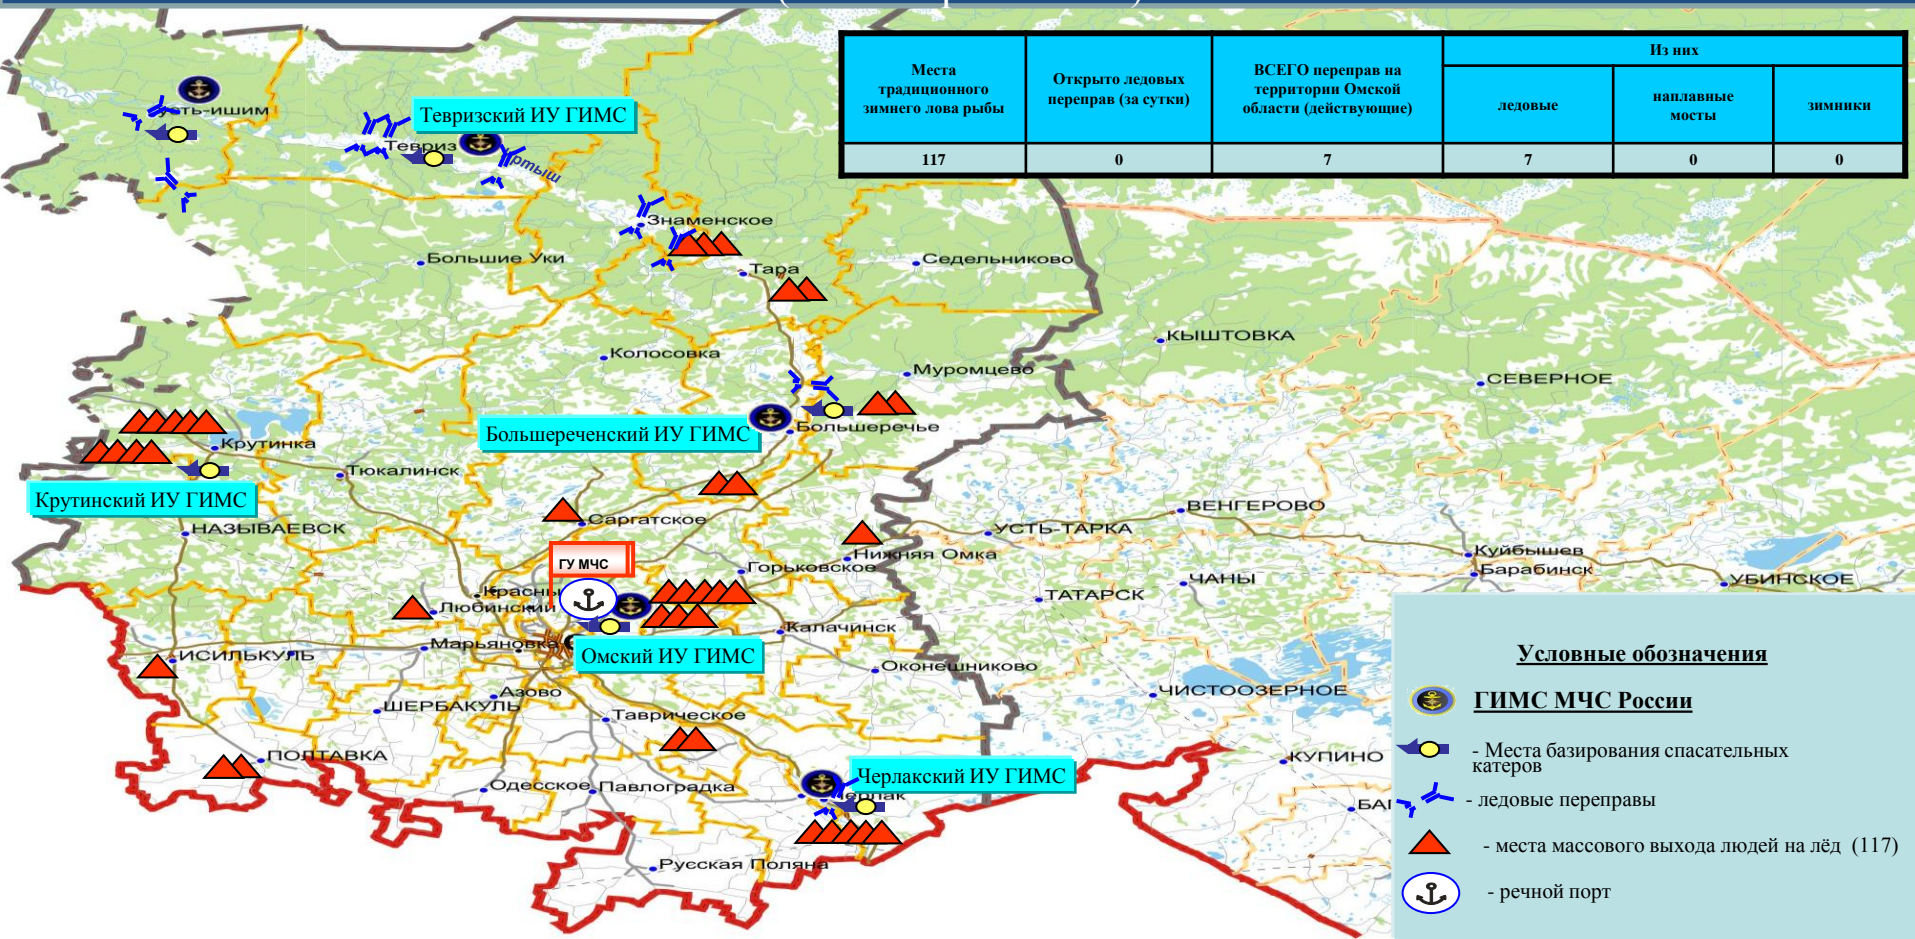 Из них
Места
традиционного
зимнего лова рыбы
Открыто ледовых
переправ (за сутки)
ВСЕГО переправ на
территории Омской
области (действующие)
ледовые
наплавные
мосты
зимники
117
0
7
7
0
0
Тевризский ИУ ГИМС
Тевриз
Знаменское
Большие Уки
Тара
Седельниково
Колосовка
КЫШТОВКА
Муромцево
СЕВЕРНОЕ
Большереченский ИУ ГИМС
Большеречье
Крутинка
Тюкалинск
Крутинский ИУ ГИМС
НАЗЫВАЕВСК
Саргатское
ВЕНГЕРОВО
УСТЬ-ТАРКА
Нижняя Омка
Куйбышев
Барабинск
ГУ МЧС
Горьковское
ЧАНЫ
УБИНСКОЕ
Любинский
ТАТАРСК
Марьяновка
Калачинск
ИСИЛЬКУЛЬ
Омский ИУ ГИМС
Оконешниково
Азово
ЧИСТООЗЕРНОЕ
ШЕРБАКУЛЬ
Таврическое
ПОЛТАВКА
КУПИНО
Черлакский ИУ ГИМС
Одесское
Павлоградка
Русская Поляна
Условные обозначения
ГИМС МЧС России
- Места базирования спасательных
катеров
- ледовые переправы
- места массового выхода людей на лёд (117)
- речной порт